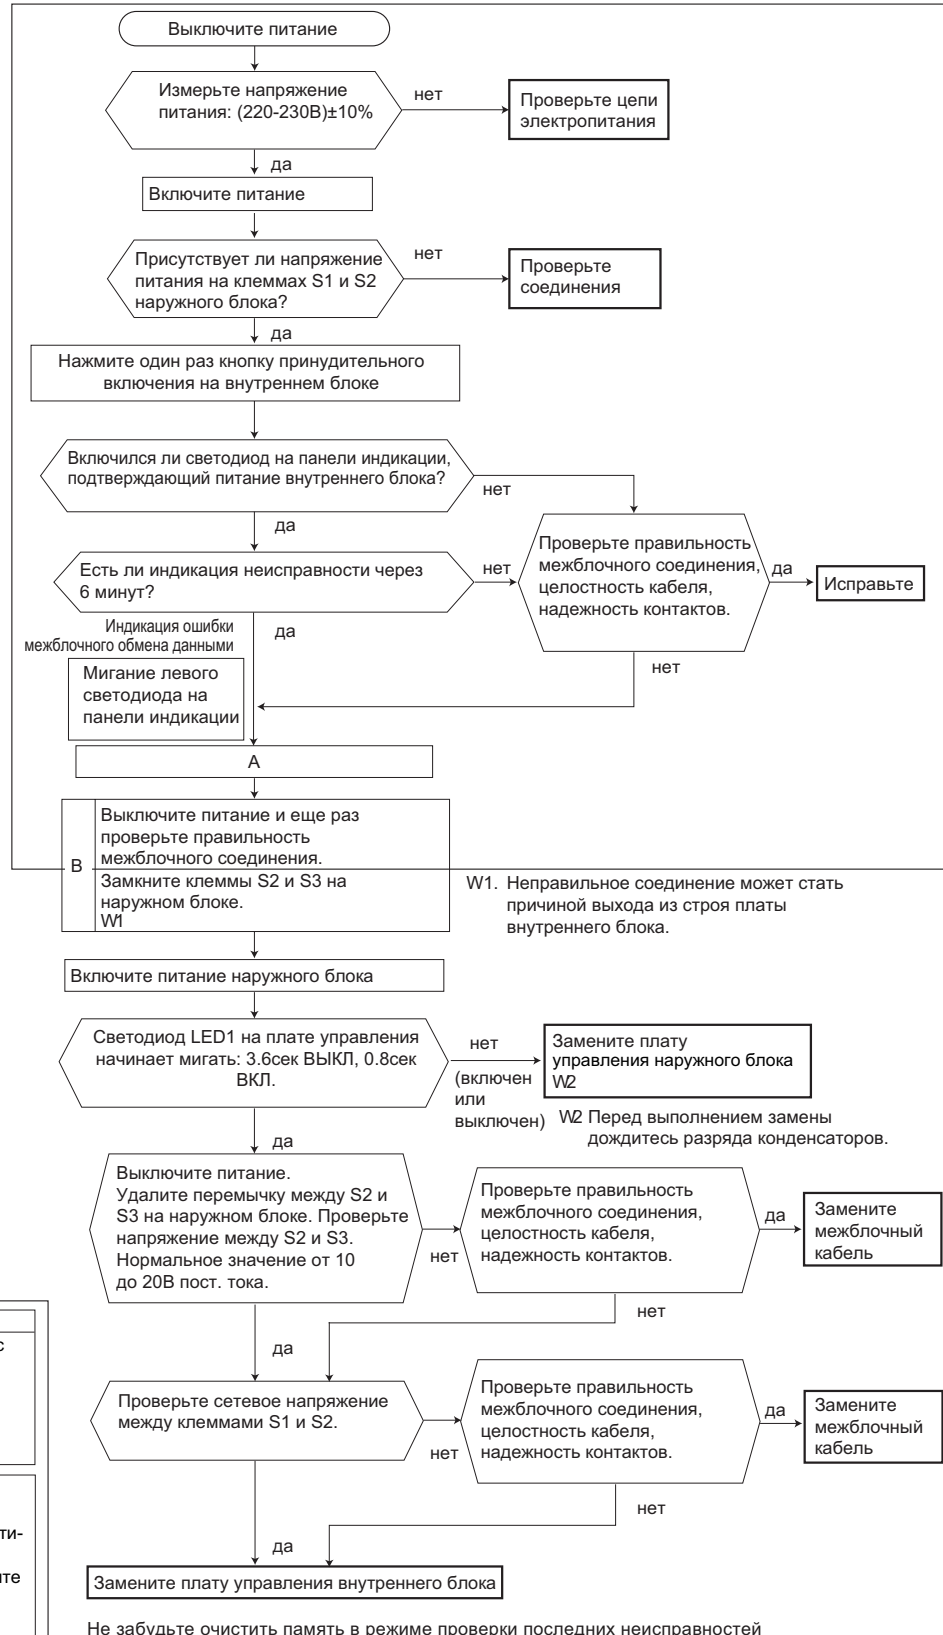 Выключите питание
Измерьте напряжение
питания: (220-230В)±10%
нет
Проверьте цепи
электропитания
да
Включите питание
Присутствует ли напряжение
питания на клеммах S1 и S2
наружного блока?
нет
Проверьте
соединения
да
Нажмите один раз кнопку принудительного
включения на внутреннем блоке
Включился ли светодиод на панели индикации,
подтверждающий питание внутреннего блока?
нет
да
Есть ли индикация неисправности через
6 минут?
нет
Проверьте правильность
межблочного соединения,
целостность кабеля,
надежность контактов.
да
Исправьте
Индикация ошибки
межблочного обмена данными
да
нет
Мигание левого
светодиода на
панели индикации
А
В
Выключите питание и еще раз
проверьте правильность
межблочного соединения.
Замкните клеммы S2 и S3 на
наружном блоке.
W1
W1. Неправильное соединение может стать
причиной выхода из строя платы
внутреннего блока.
Включите питание наружного блока
Светодиод LED1 на плате управления
начинает мигать: 3.6сек ВЫКЛ, 0.8сек
ВКЛ.
нет
(включен
или
выключен)
Замените плату
управления наружного блока
W2
W2 Перед выполнением замены
дождитесь разряда конденсаторов.
да
Выключите питание.
Удалите перемычку между S2 и
S3 на наружном блоке. Проверьте
напряжение между S2 и S3.
Нормальное значение от 10
до 20В пост. тока.
нет
Проверьте правильность
межблочного соединения,
целостность кабеля,
надежность контактов.
да
Замените
межблочный
кабель
нет
да
Проверьте сетевое напряжение
между клеммами S1 и S2.
нет
Проверьте правильность
межблочного соединения,
целостность кабеля,
надежность контактов.
да
Замените
межблочный
кабель
нет
да
Замените плату управления внутреннего блока
с
ти-
те
Не забудьте очистить память в режиме проверки последних неисправностей